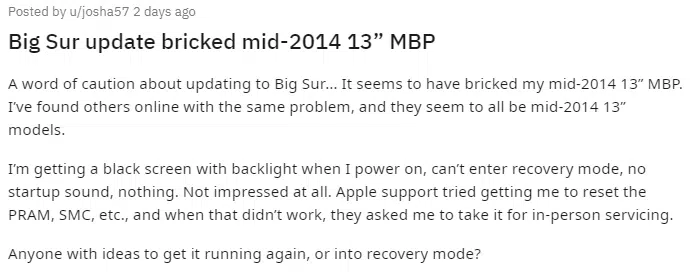 Posted by u/josha57 2 days ago
Big Sur update bricked mid-2014 13” MBP
A word of caution about updating to Big Sur... It seems to have bricked my mid-2014 13” MBP.
I’ve found others online with the same problem, and they seem to all be mid-2014 13”
models.
I’m getting a black screen with backlight when I power on, can’t enter recovery mode, no
startup sound, nothing. Not impressed at all. Apple support tried getting me to reset the
PRAM, SMC, etc., and when that didn’t work, they asked me to take it for in-person servicing.
Anyone with ideas to get it running again, or into recovery mode?